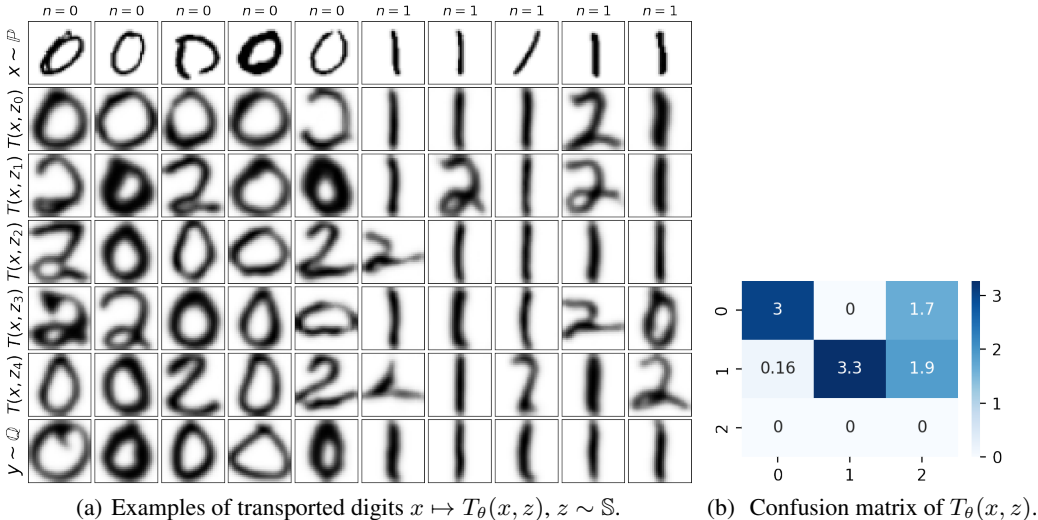 n = 0 n = 0 n = 0 n = 0 n = 0 n = 1 n = 1 n = 1 n = 1 n = 1
x ∼ ℙ
T(x, z₀)
T(x, z₁)
T(x, z₂)
T(x, z₃)
T(x, z₄)
y ∼ ℚ
(a) Examples of transported digits x ↦ T_θ(x, z), z ∼ 𝕊.
0 3 0 1.7
1 0.16 3.3 1.9
2 0 0 0
0 1 2
3
2
1
0
(b) Confusion matrix of T_θ(x, z).